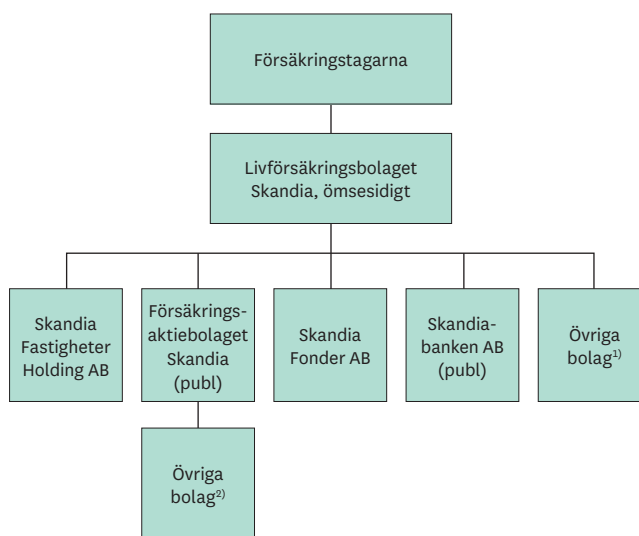 Försäkringstagarna
Livförsäkringsbolaget
Skandia, ömsesidigt
Skandia
Fastigheter
Holding AB
Försäkrings-
aktiebolaget
Skandia
(publ)
Skandia
Fonder AB
Skandia-
banken AB
(publ)
Övriga
bolag¹⁾
Övriga
bolag²⁾